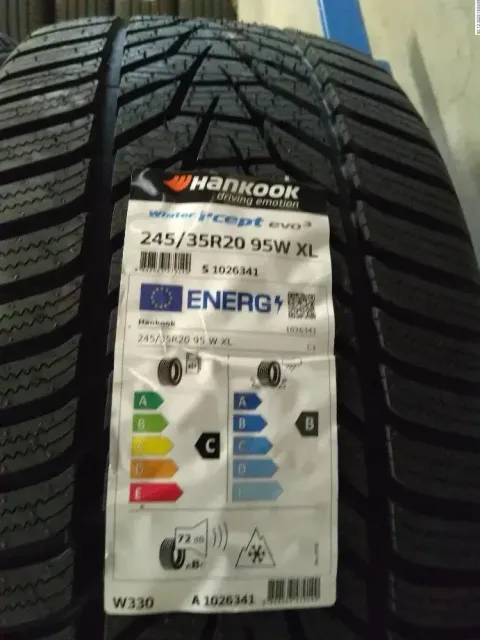 HANKOOK
driving emotion
Winter i*cept evo³
245/35R20 95W XL
S 1026341
ENERG
Hankook 1026341
245/35R20 95 W XL C1
A A
B B B
C C C
D D
E E
72 dB
B
W330 A 1026341